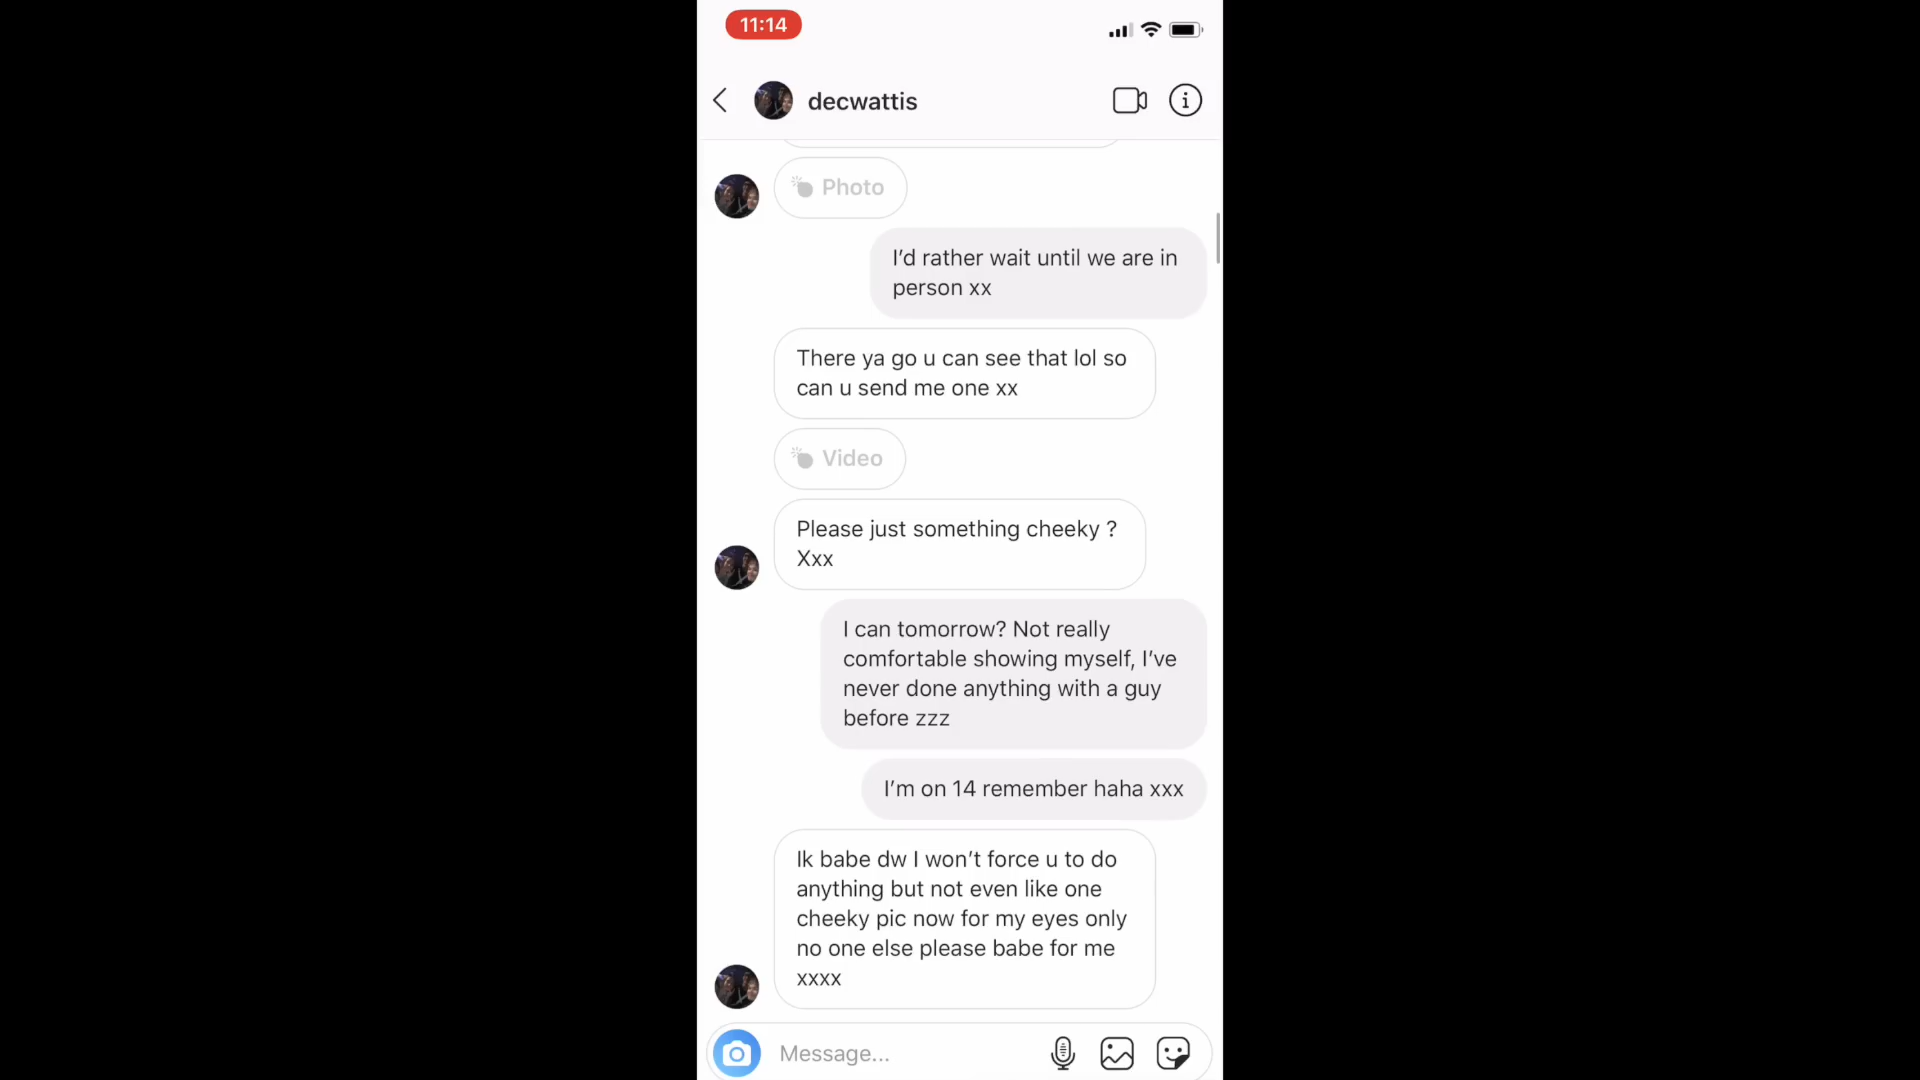 11:14
decwattis
Photo
I'd rather wait until we are in
person xx
There ya go u can see that lol so
can u send me one xx
Video
Please just something cheeky ?
Xxx
I can tomorrow? Not really
comfortable showing myself, I've
never done anything with a guy
before zzz
I'm on 14 remember haha xxx
Ik babe dw I won't force u to do
anything but not even like one
cheeky pic now for my eyes only
no one else please babe for me
xxxx
Message...